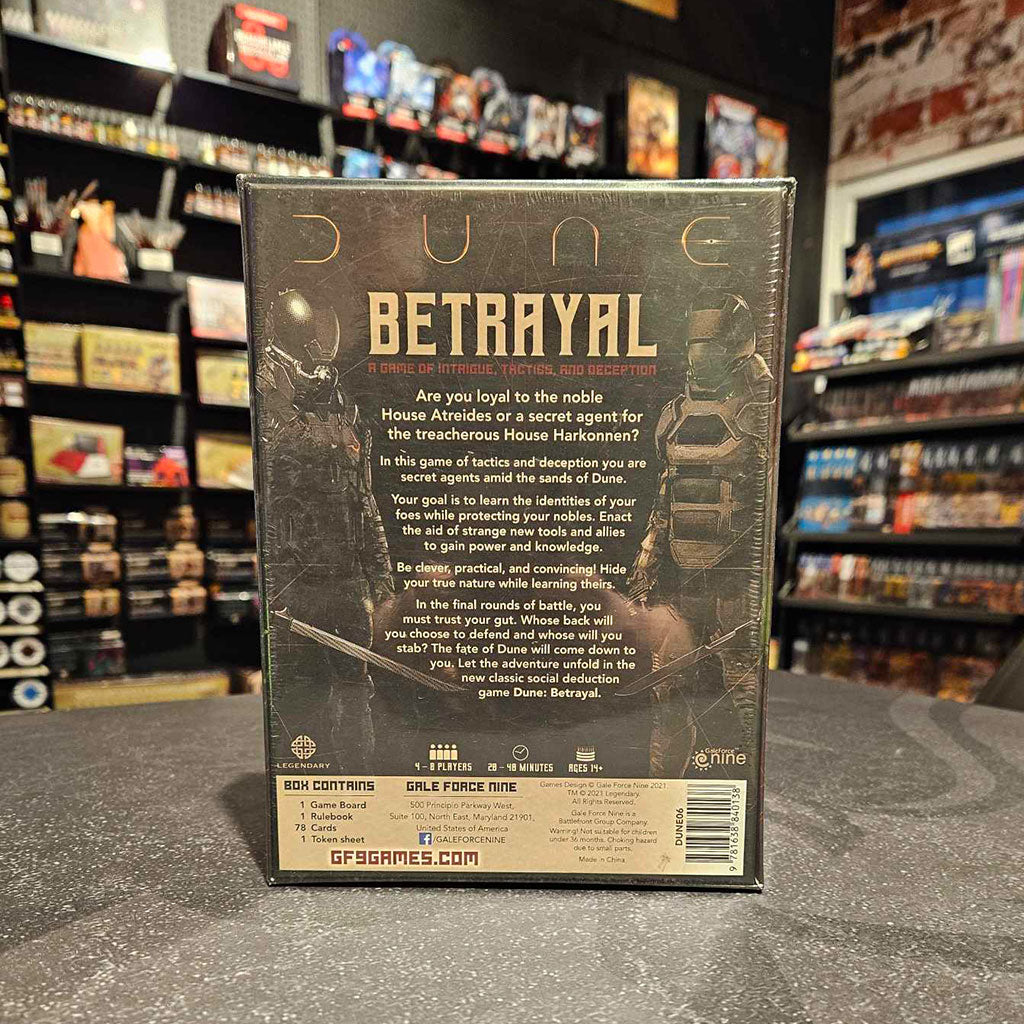 DUNE
BETRAYAL
A GAME OF INTRIGUE, TACTICS, AND DECEPTION
Are you loyal to the noble
House Atreides or a secret agent for
the treacherous House Harkonnen?
In this game of tactics and deception you are
secret agents amid the sands of Dune.
Your goal is to learn the identities of your
foes while protecting your nobles. Enact
the aid of strange new tools and allies
to gain power and knowledge.
Be clever, practical, and convincing! Hide
your true nature while learning theirs.
In the final rounds of battle, you
must trust your gut. Whose back will
you choose to defend and whose will you
stab? The fate of Dune will come down to
you. Let the adventure unfold in the
new classic social deduction
game Dune: Betrayal.
LEGENDARY
4 - 8 PLAYERS
20 - 40 MINUTES
AGES 14+
GaleForce nine
BOX CONTAINS
1 Game Board
1 Rulebook
78 Cards
1 Token sheet
GALE FORCE NINE
500 Principio Parkway West,
Suite 100, North East, Maryland 21901,
United States of America
f/GALEFORCENINE
GF9GAMES.COM
Games Design © Gale Force Nine 2021.
TM © 2021 Legendary.
All Rights Reserved.
Gale Force Nine is a
Battlefront Group Company.
Warning! Not suitable for children
under 36 months. Choking hazard
due to small parts.
Made in China
DUNE06
9 781638 840138